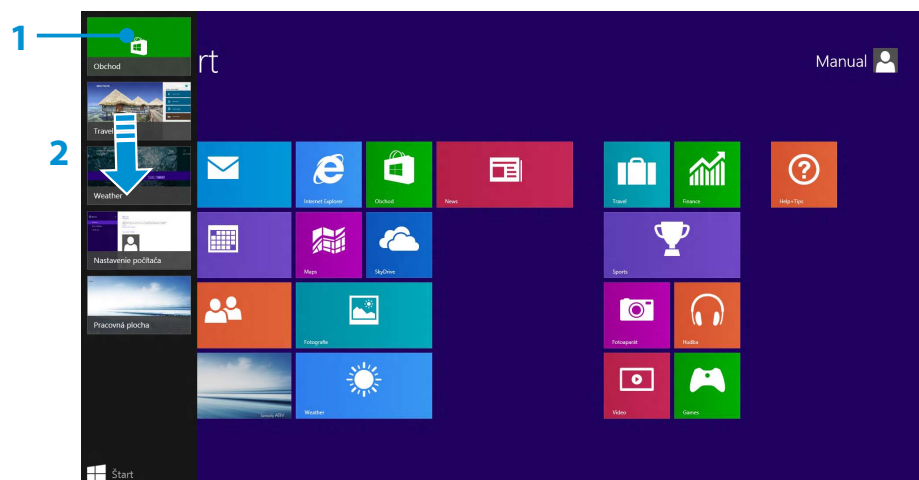 1
Obchod
rt
Manual
Travel
2
Weather
Nastavenie počítača
Pracovná plocha
Štart
Internet Explorer
Obchod
News
Travel
Finance
Help+Tips
Maps
SkyDrive
Sports
Fotografie
Fotoaparát
Hudba
Weather
Video
Games